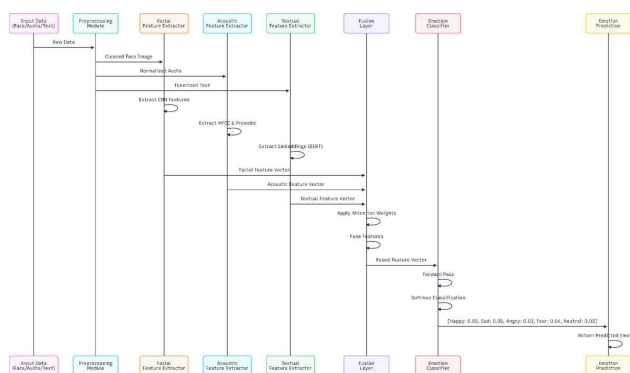 Input Data
(Face/Audio/Text)
Preprocessing
Module
Facial
Feature Extractor
Acoustic
Feature Extractor
Textual
Feature Extractor
Fusion
Layer
Emotion
Classifier
Emotion
Prediction
Raw Data
Cleaned Face Image
Normalized Audio
Tokenized Text
Extract CNN Features
Extract MFCC & Prosodic
Extract Embeddings (BERT)
Facial Feature Vector
Acoustic Feature Vector
Textual Feature Vector
Apply Attention Weights
Fuse Features
Fused Feature Vector
Forward Pass
Softmax Classification
[Happy: 0.85, Sad: 0.05, Angry: 0.03, Fear: 0.04, Neutral: 0.03]
Return Predicted Emo
Input Data
(Face/Audio/Text)
Preprocessing
Module
Facial
Feature Extractor
Acoustic
Feature Extractor
Textual
Feature Extractor
Fusion
Layer
Emotion
Classifier
Emotion
Prediction